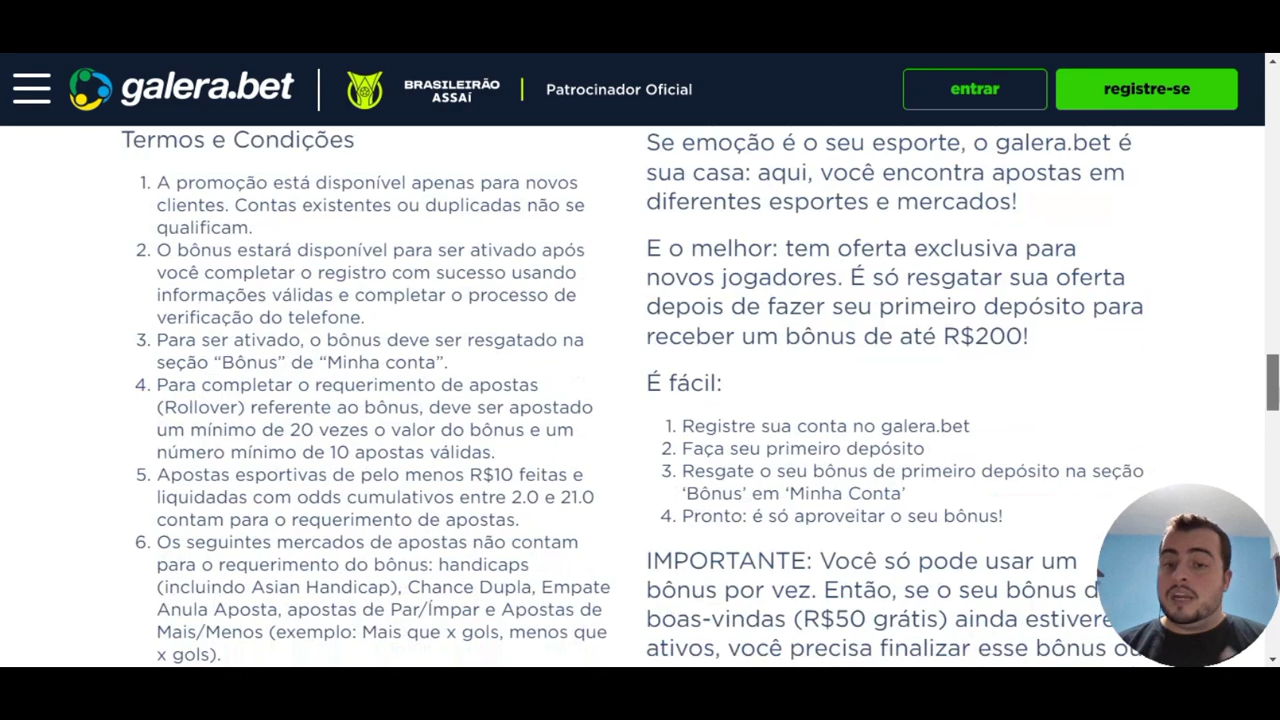 galera.bet
BRASILEIRÃO
ASSAÍ
Patrocinador Oficial
entrar
registre-se
Termos e Condições
1. A promoção está disponível apenas para novos
clientes. Contas existentes ou duplicadas não se
qualificam.
2. O bônus estará disponível para ser ativado após
você completar o registro com sucesso usando
informações válidas e completar o processo de
verificação do telefone.
3. Para ser ativado, o bônus deve ser resgatado na
seção “Bônus” de “Minha conta”.
4. Para completar o requerimento de apostas
(Rollover) referente ao bônus, deve ser apostado
um mínimo de 20 vezes o valor do bônus e um
número mínimo de 10 apostas válidas.
5. Apostas esportivas de pelo menos R$10 feitas e
liquidadas com odds cumulativos entre 2.0 e 21.0
contam para o requerimento de apostas.
6. Os seguintes mercados de apostas não contam
para o requerimento do bônus: handicaps
(incluindo Asian Handicap), Chance Dupla, Empate
Anula Aposta, apostas de Par/Ímpar e Apostas de
Mais/Menos (exemplo: Mais que x gols, menos que
x gols).
Se emoção é o seu esporte, o galera.bet é
sua casa: aqui, você encontra apostas em
diferentes esportes e mercados!
E o melhor: tem oferta exclusiva para
novos jogadores. É só resgatar sua oferta
depois de fazer seu primeiro depósito para
receber um bônus de até R$200!
É fácil:
1. Registre sua conta no galera.bet
2. Faça seu primeiro depósito
3. Resgate o seu bônus de primeiro depósito na seção
‘Bônus’ em ‘Minha Conta’
4. Pronto: é só aproveitar o seu bônus!
IMPORTANTE: Você só pode usar um
bônus por vez. Então, se o seu bônus
boas-vindas (R$50 grátis) ainda
ativos, você precisa finalizar esse bônus